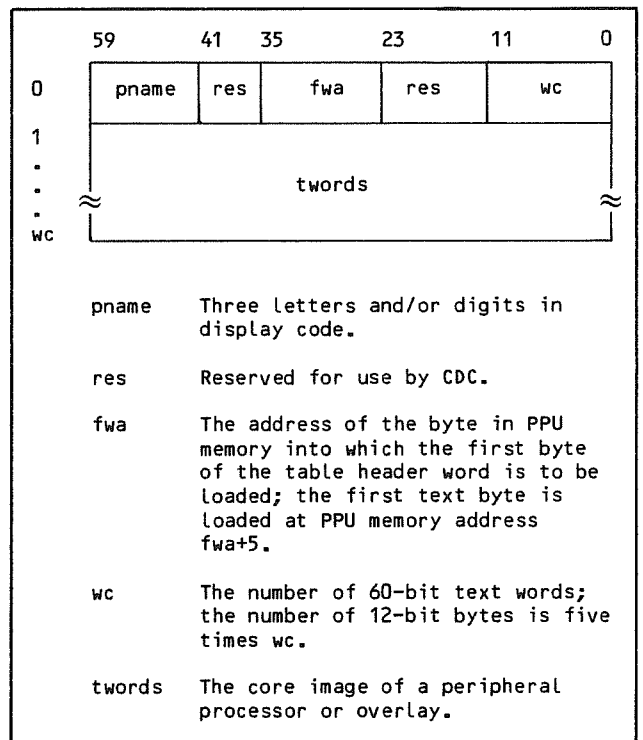 59 41 35 23 11 0
0 pname res fwa res wc
1
.
.
. twords
≈ ≈
.
wc
pname Three letters and/or digits in
display code.
res Reserved for use by CDC.
fwa The address of the byte in PPU
memory into which the first byte
of the table header word is to be
loaded; the first text byte is
loaded at PPU memory address
fwa+5.
wc The number of 60-bit text words;
the number of 12-bit bytes is five
times wc.
twords The core image of a peripheral
processor or overlay.